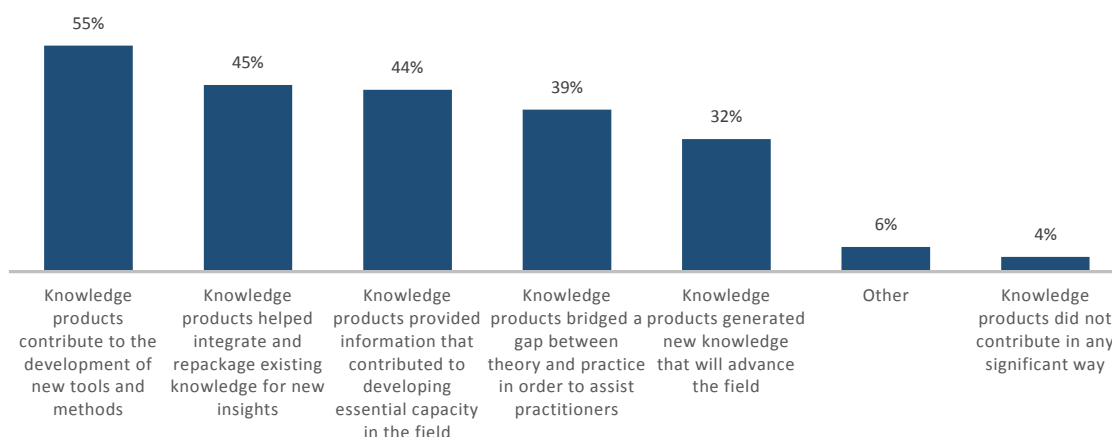 55%
45%
44%
39%
32%
6%
4%
Knowledge
products
contribute to the
development of
new tools and
methods
Knowledge
products helped
integrate and
repackage existing
knowledge for new
insights
Knowledge
products provided
information that
contributed to
developing
essential capacity
in the field
Knowledge
products bridged a
gap between
theory and practice
in order to assist
practitioners
Knowledge
products generated
new knowledge
that will advance
the field
Other
Knowledge
products did not
contribute in any
significant way